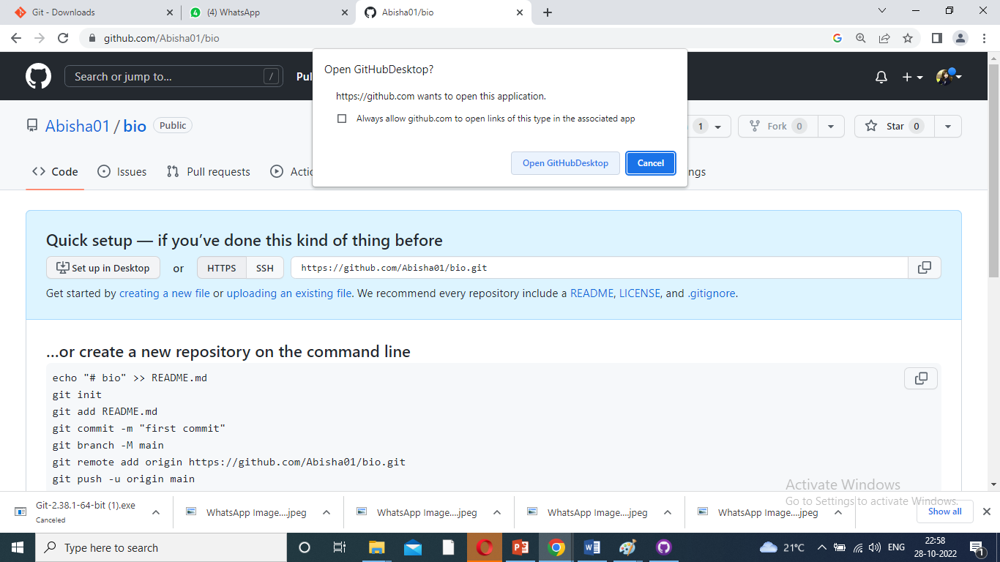 Git - Downloads
(4) WhatsApp
Abisha01/bio
github.com/Abisha01/bio
Search or jump to...
/
Pul
Open GitHubDesktop?
https://github.com wants to open this application.
Always allow github.com to open links of this type in the associated app
Open GitHubDesktop
Cancel
Abisha01 / bio
Public
1
Fork 0
Star 0
Code
Issues
Pull requests
Actio
ngs
Quick setup — if you’ve done this kind of thing before
Set up in Desktop
or
HTTPS
SSH
https://github.com/Abisha01/bio.git
Get started by creating a new file or uploading an existing file. We recommend every repository include a README, LICENSE, and .gitignore.
…or create a new repository on the command line
echo "# bio" >> README.md
git init
git add README.md
git commit -m "first commit"
git branch -M main
git remote add origin https://github.com/Abisha01/bio.git
git push -u origin main
Activate Windows
Go to Settings to activate Windows.
Git-2.38.1-64-bit (1).exe
Canceled
WhatsApp Image....jpeg
WhatsApp Image....jpeg
WhatsApp Image....jpeg
WhatsApp Image....jpeg
Show all
Type here to search
21°C
ENG
22:58
28-10-2022
1